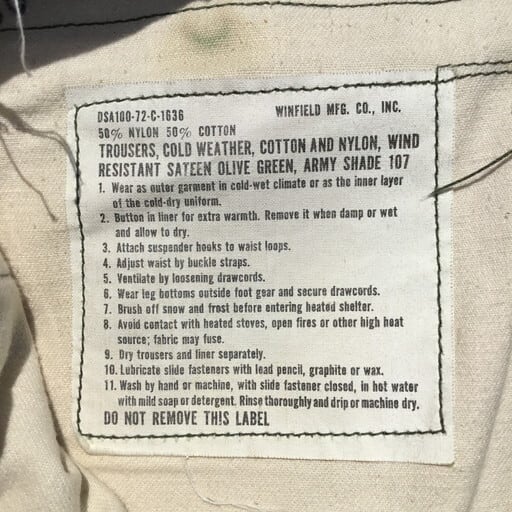 DSA100-72-C-1636 WINFIELD MFG. CO., INC.
50% NYLON 50% COTTON
TROUSERS, COLD WEATHER, COTTON AND NYLON, WIND
RESISTANT SATEEN OLIVE GREEN, ARMY SHADE 107
1. Wear as outer garment in cold-wet climate or as the inner layer
of the cold-dry uniform.
2. Button in liner for extra warmth. Remove it when damp or wet
and allow to dry.
3. Attach suspender hooks to waist loops.
4. Adjust waist by buckle straps.
5. Ventilate by loosening drawcords.
6. Wear leg bottoms outside foot gear and secure drawcords.
7. Brush off snow and frost before entering heated shelter.
8. Avoid contact with heated stoves, open fires or other high heat
source; fabric may fuse.
9. Dry trousers and liner separately.
10. Lubricate slide fasteners with lead pencil, graphite or wax.
11. Wash by hand or machine, with slide fastener closed, in hot water
with mild soap or detergent. Rinse thoroughly and drip or machine dry.
DO NOT REMOVE THIS LABEL